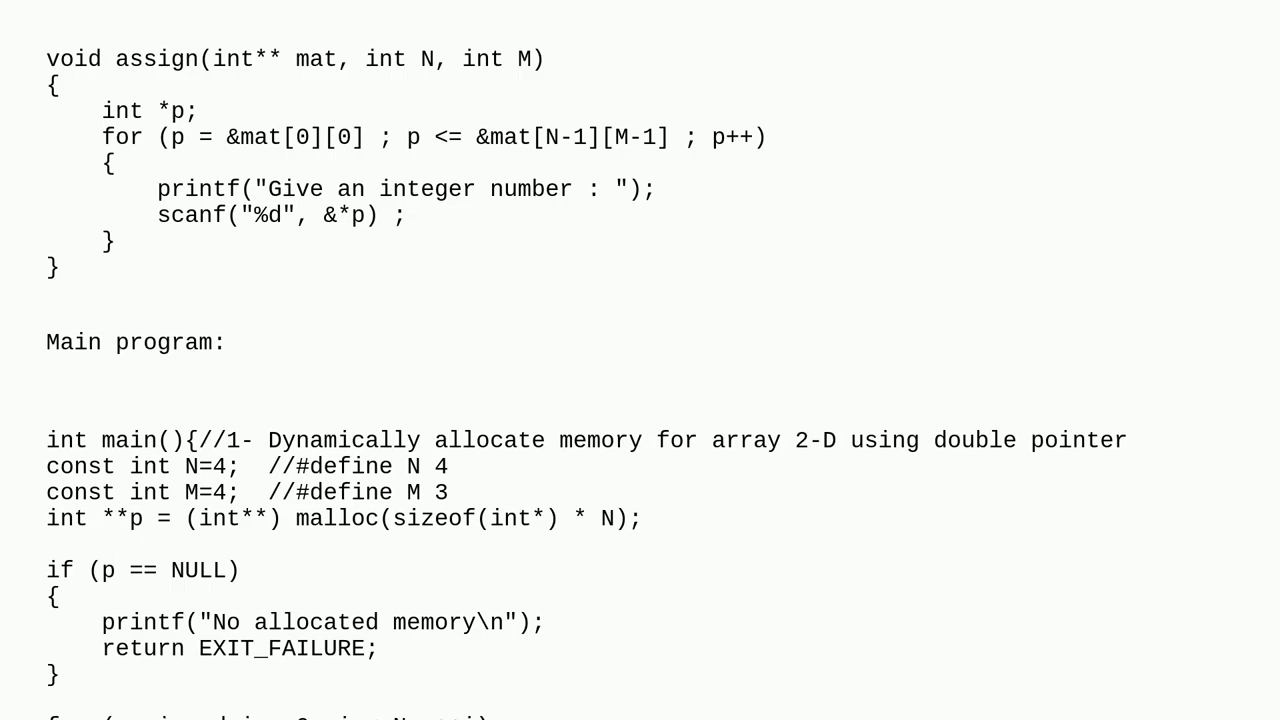 void assign(int** mat, int N, int M)
{
    int *p;
    for (p = &mat[0][0] ; p <= &mat[N-1][M-1] ; p++)
    {
        printf("Give an integer number : ");
        scanf("%d", &*p) ;
    }
}
Main program:
int main(){//1- Dynamically allocate memory for array 2-D using double pointer
const int N=4;  //#define N 4
const int M=4;  //#define M 3
int **p = (int**) malloc(sizeof(int*) * N);
if (p == NULL)
{
    printf("No allocated memory\n");
    return EXIT_FAILURE;
}